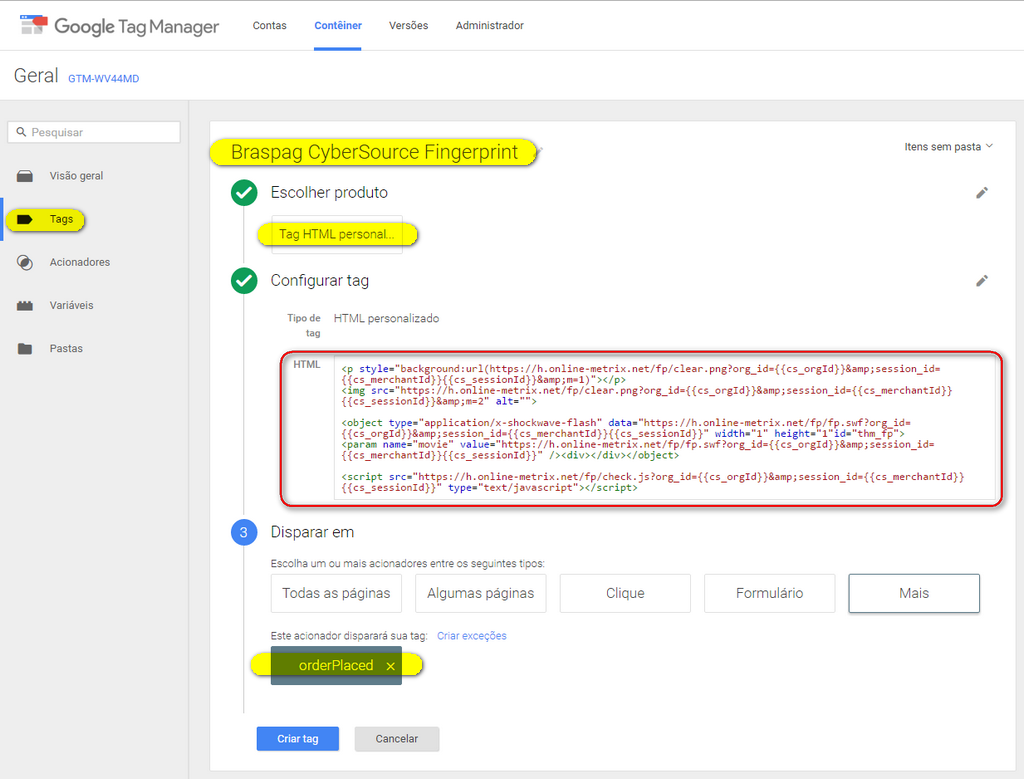 Google Tag Manager
Contas
Contêiner
Versões
Administrador
Geral GTM-WV44MD
Pesquisar
Visão geral
Tags
Acionadores
Variáveis
Pastas
Braspag CyberSource Fingerprint
Itens sem pasta
Escolher produto
Tag HTML personal...
Configurar tag
Tipo de
tag
HTML personalizado
HTML
<p style="background:url(https://h.online-metrix.net/fp/clear.png?org_id={{cs_orgId}}&amp;session_id=
{{cs_merchantId}}{{cs_sessionId}}&amp;m=1)"></p>
<img src="https://h.online-metrix.net/fp/clear.png?org_id={{cs_orgId}}&amp;session_id={{cs_merchantId}}
{{cs_sessionId}}&amp;m=2" alt="">
<object type="application/x-shockwave-flash" data="https://h.online-metrix.net/fp/fp.swf?org_id=
{{cs_orgId}}&amp;session_id={{cs_merchantId}}{{cs_sessionId}}" width="1" height="1"id="thm_fp">
<param name="movie" value="https://h.online-metrix.net/fp/fp.swf?org_id={{cs_orgId}}&amp;session_id=
{{cs_merchantId}}{{cs_sessionId}}" /><div></div></object>
<script src="https://h.online-metrix.net/fp/check.js?org_id={{cs_orgId}}&amp;session_id={{cs_merchantId}}
{{cs_sessionId}}" type="text/javascript"></script>
3
Disparar em
Escolha um ou mais acionadores entre os seguintes tipos:
Todas as páginas
Algumas páginas
Clique
Formulário
Mais
Este acionador disparará sua tag: Criar exceções
orderPlaced ×
Criar tag
Cancelar